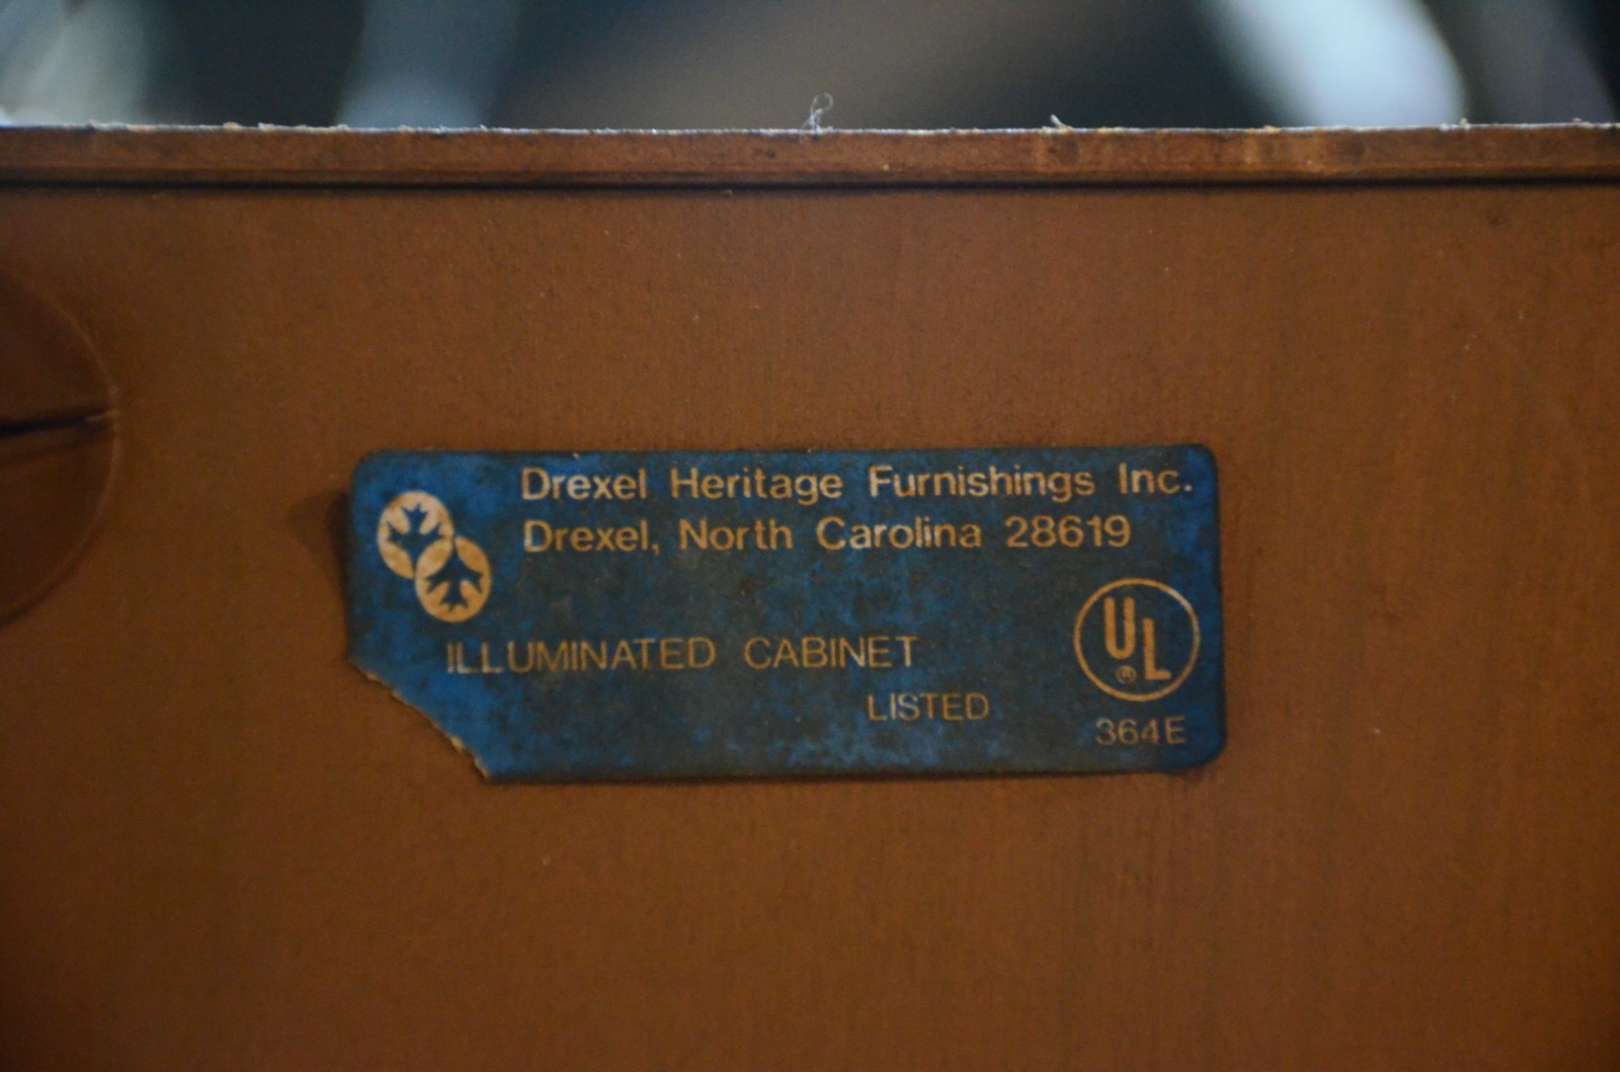 Drexel Heritage Furnishings Inc.
Drexel, North Carolina 28619
ILLUMINATED CABINET
LISTED
UL
®
364E